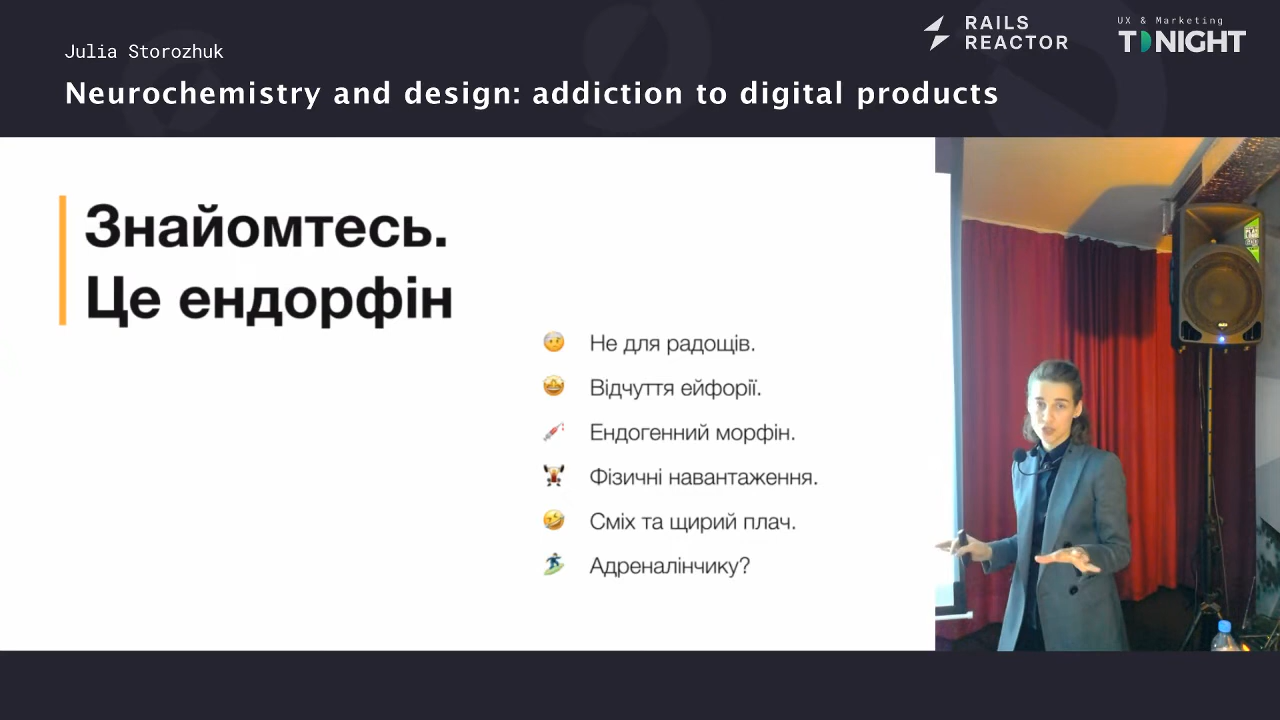 Julia Storozhuk
Neurochemistry and design: addiction to digital products
RAILS
REACTOR
UX & Marketing
TONIGHT
Знайомтесь.
Це ендорфін
Не для радощів.
Відчуття ейфорії.
Ендогенний морфін.
Фізичні навантаження.
Сміх та щирий плач.
Адреналінчику?